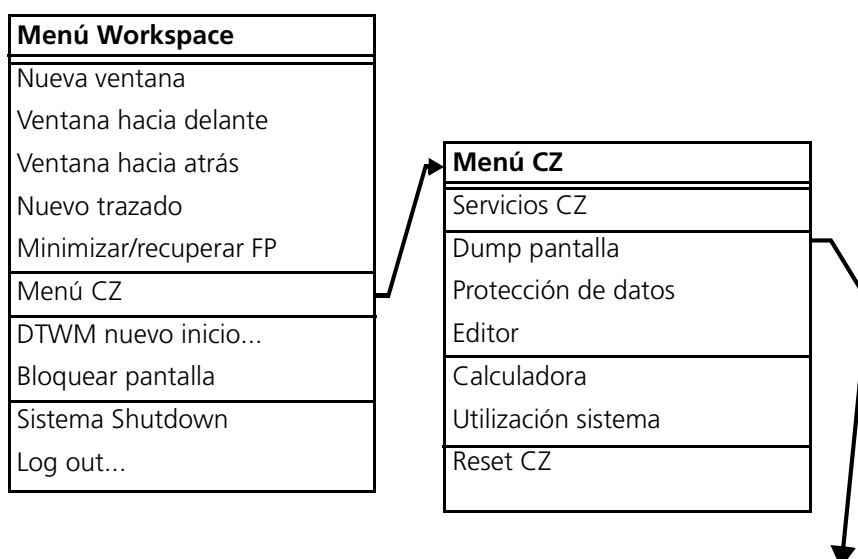 Menú Workspace
Nueva ventana
Ventana hacia delante
Ventana hacia atrás
Nuevo trazado
Minimizar/recuperar FP
Menú CZ
DTWM nuevo inicio...
Bloquear pantalla
Sistema Shutdown
Log out...
Menú CZ
Servicios CZ
Dump pantalla
Protección de datos
Editor
Calculadora
Utilización sistema
Reset CZ